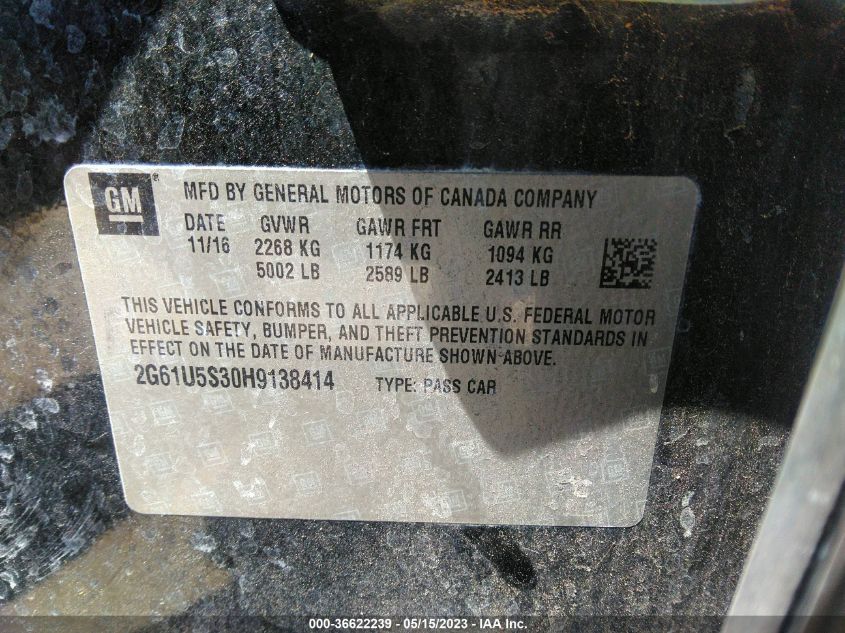 GM ® MFD BY GENERAL MOTORS OF CANADA COMPANY
DATE GVWR GAWR FRT GAWR RR
11/16 2268 KG 1174 KG 1094 KG
5002 LB 2589 LB 2413 LB
THIS VEHICLE CONFORMS TO ALL APPLICABLE U.S. FEDERAL MOTOR
VEHICLE SAFETY, BUMPER, AND THEFT PREVENTION STANDARDS IN
EFFECT ON THE DATE OF MANUFACTURE SHOWN ABOVE.
2G61U5S30H9138414 TYPE: PASS CAR
000-36622239 - 05/15/2023 - IAA Inc.